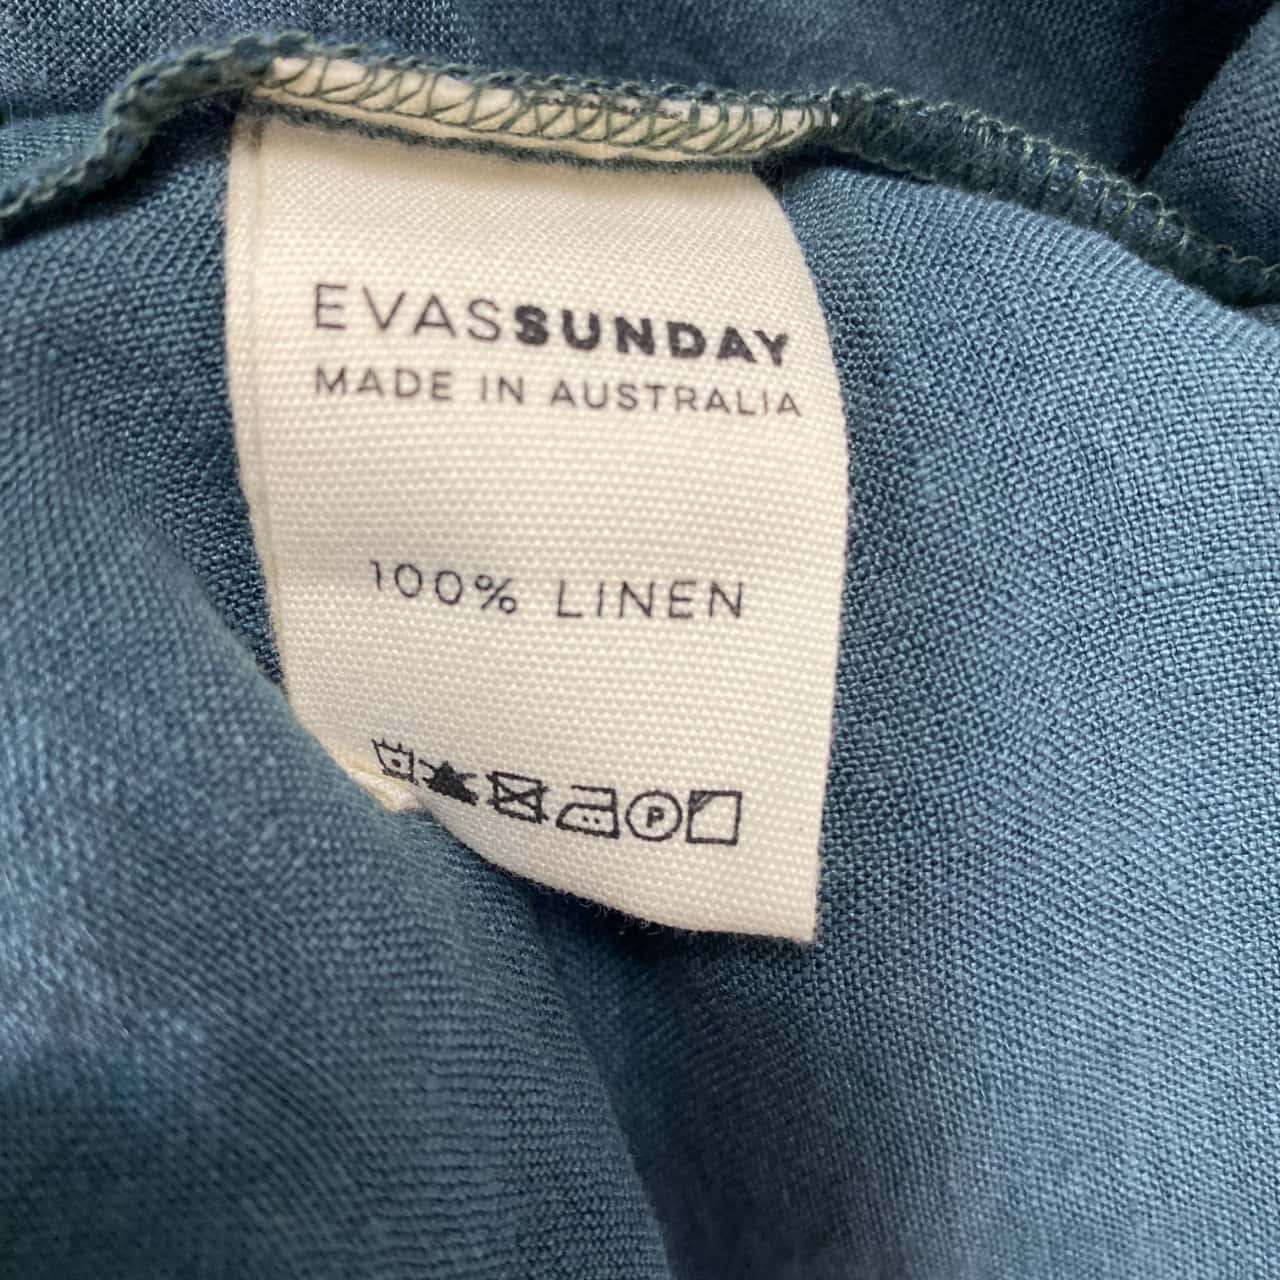 EVASSUNDAY
MADE IN AUSTRALIA
100% LINEN
P